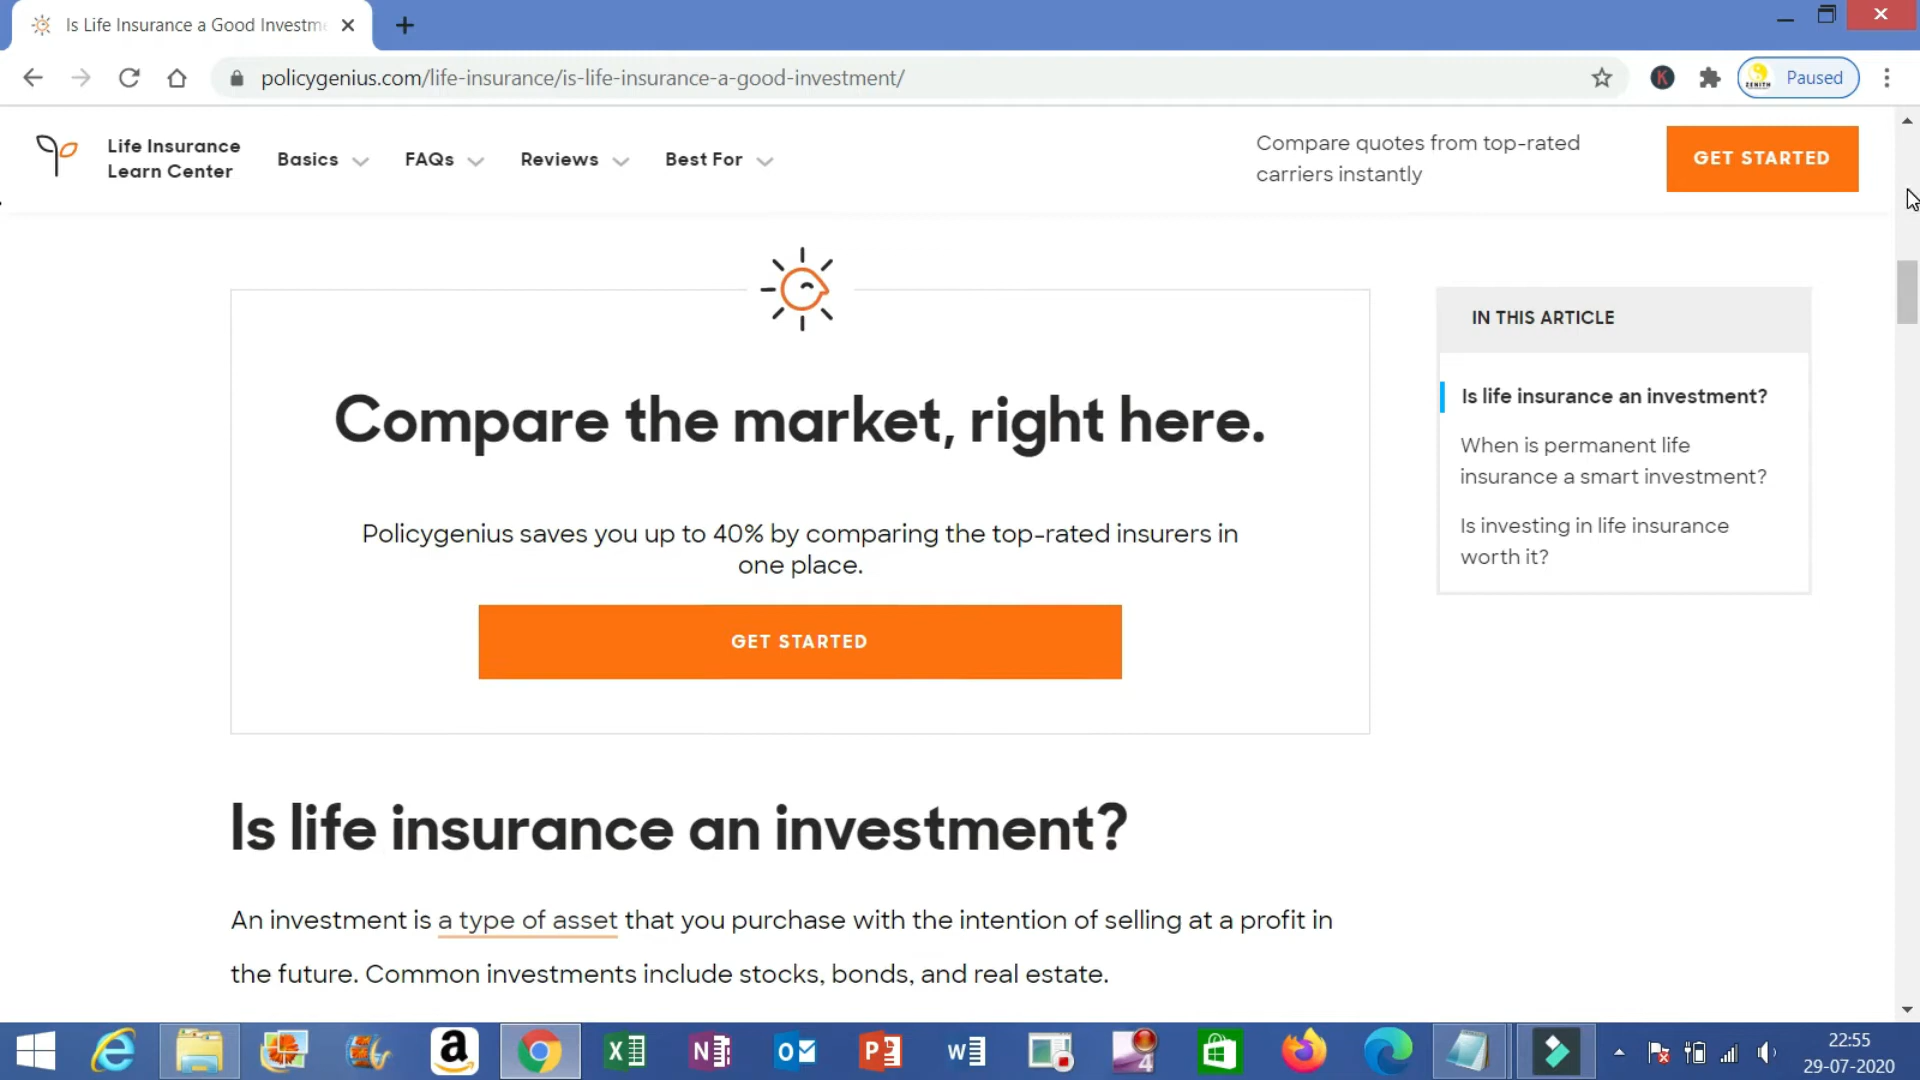 Is Life Insurance a Good Investm
policygenius.com/life-insurance/is-life-insurance-a-good-investment/
K
ZENITH
Paused
Life Insurance
Learn Center
Basics
FAQs
Reviews
Best For
Compare quotes from top-rated
carriers instantly
GET STARTED
Compare the market, right here.
Policygenius saves you up to 40% by comparing the top-rated insurers in
one place.
GET STARTED
IN THIS ARTICLE
Is life insurance an investment?
When is permanent life
insurance a smart investment?
Is investing in life insurance
worth it?
Is life insurance an investment?
An investment is a type of asset that you purchase with the intention of selling at a profit in
the future. Common investments include stocks, bonds, and real estate.
22:55
29-07-2020